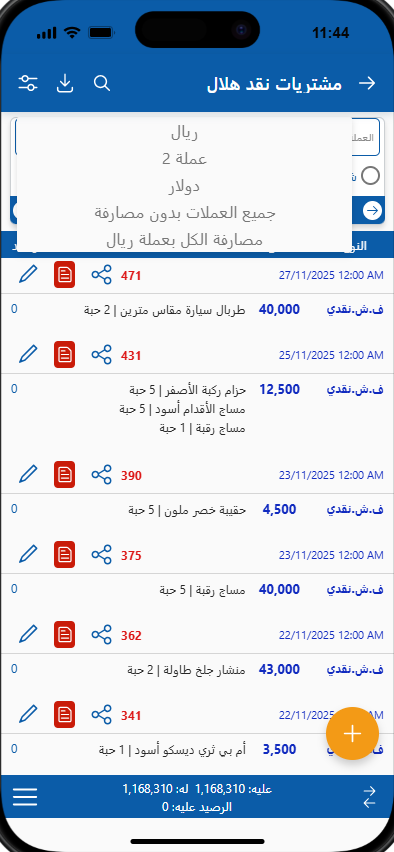 11:44
مشتريات نقد هلال
العملة
ريال
عملة 2
دولار
جميع العملات بدون مصارفة
مصارفة الكل بعملة ريال
27/11/2025 12:00 AM 471
ف.ش.نقدي 40,000 طربال سيارة مقاس مترين | 2 حبة 0
25/11/2025 12:00 AM 431
ف.ش.نقدي 12,500 حزام ركبة الأصفر | 5 حبة 0
مساج الأقدام أسود | 5 حبة
مساج رقبة | 1 حبة
23/11/2025 12:00 AM 390
ف.ش.نقدي 4,500 حقيبة خصر ملون | 5 حبة 0
23/11/2025 12:00 AM 375
ف.ش.نقدي 40,000 مساج رقبة | 5 حبة 0
22/11/2025 12:00 AM 362
ف.ش.نقدي 43,000 منشار جلخ طاولة | 2 حبة 0
22/11/2025 AM 341
3,500 أم بي ثري ديسكو أسود | 1 حبة 0
عليه: 1,168,310 له: 1,168,310
الرصيد عليه: 0